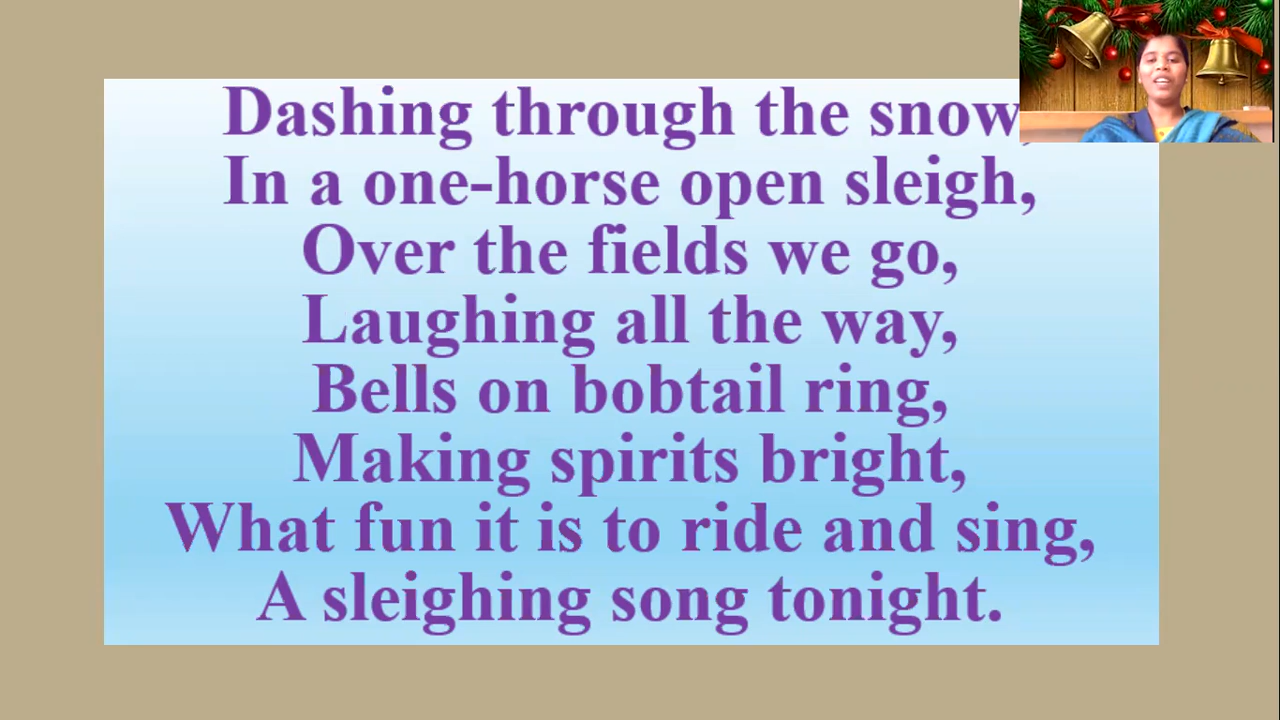 Dashing through the snow,
In a one-horse open sleigh,
Over the fields we go,
Laughing all the way,
Bells on bobtail ring,
Making spirits bright,
What fun it is to ride and sing,
A sleighing song tonight.